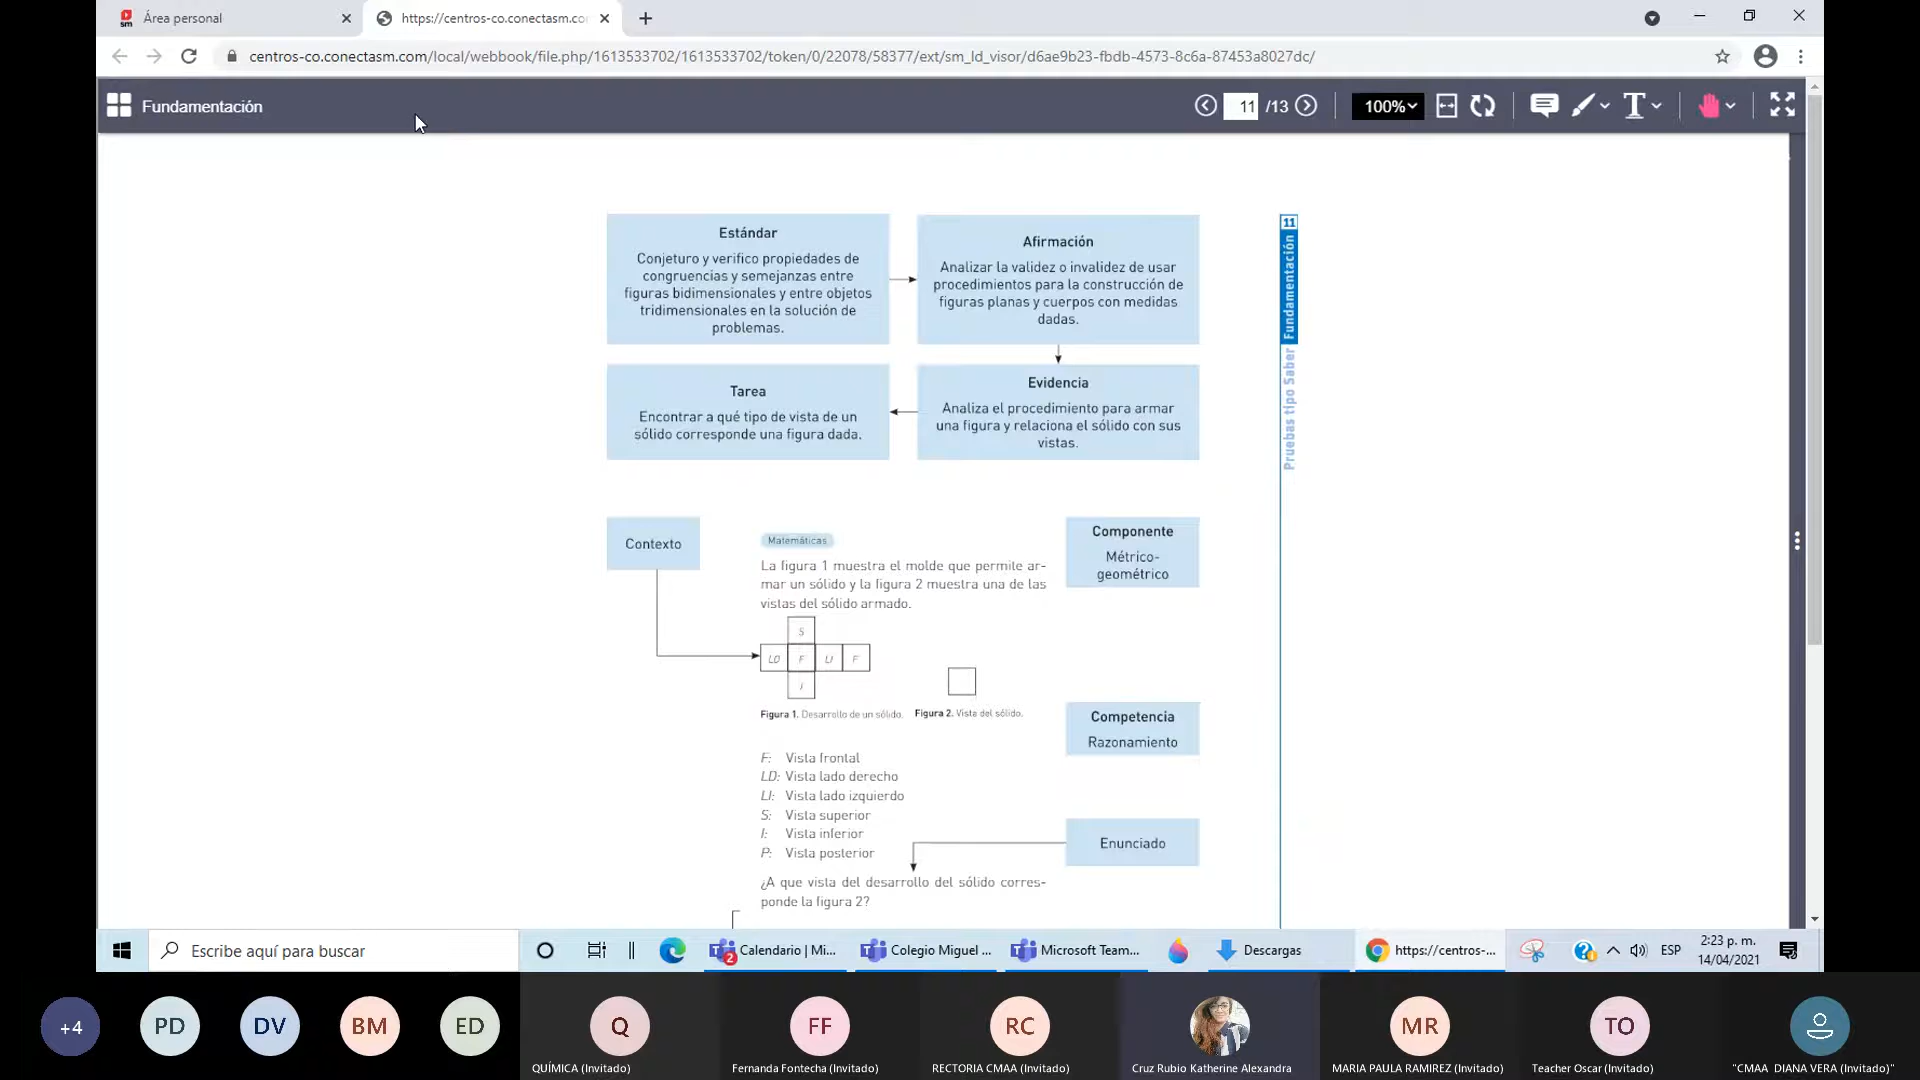 Área personal
https://centros-co.conectasm.co
centros-co.conectasm.com/local/webbook/file.php/1613533702/1613533702/token/0/22078/58377/ext/sm_ld_visor/d6ae9b23-fbdb-4573-8c6a-87453a8027dc/
Fundamentación
11 /13
100%
Estándar
Conjeturo y verifico propiedades de
congruencias y semejanzas entre
figuras bidimensionales y entre objetos
tridimensionales en la solución de
problemas.
Afirmación
Analizar la validez o invalidez de usar
procedimientos para la construcción de
figuras planas y cuerpos con medidas
dadas.
Tarea
Encontrar a qué tipo de vista de un
sólido corresponde una figura dada.
Evidencia
Analiza el procedimiento para armar
una figura y relaciona el sólido con sus
vistas.
11
Pruebas tipo Saber Fundamentación
Contexto
Matemáticas
La figura 1 muestra el molde que permite ar-
mar un sólido y la figura 2 muestra una de las
vistas del sólido armado.
S
LD F LI F
I
Figura 1. Desarrollo de un sólido.
Figura 2. Vista del sólido.
Componente
Métrico-
geométrico
Competencia
Razonamiento
F: Vista frontal
LD: Vista lado derecho
LI: Vista lado izquierdo
S: Vista superior
I: Vista inferior
P: Vista posterior
Enunciado
¿A que vista del desarrollo del sólido corres-
ponde la figura 2?
Escribe aquí para buscar
2
Calendario | Mi...
Colegio Miguel ...
Microsoft Team...
Descargas
https://centros-...
ESP
2:23 p. m.
14/04/2021
+4
PD
DV
BM
ED
Q
FF
RC
MR
TO
QUÍMICA (Invitado)
Fernanda Fontecha (Invitado)
RECTORIA CMAA (Invitado)
Cruz Rubio Katherine Alexandra
MARIA PAULA RAMIREZ (Invitado)
Teacher Oscar (Invitado)
"CMAA DIANA VERA (Invitado)"